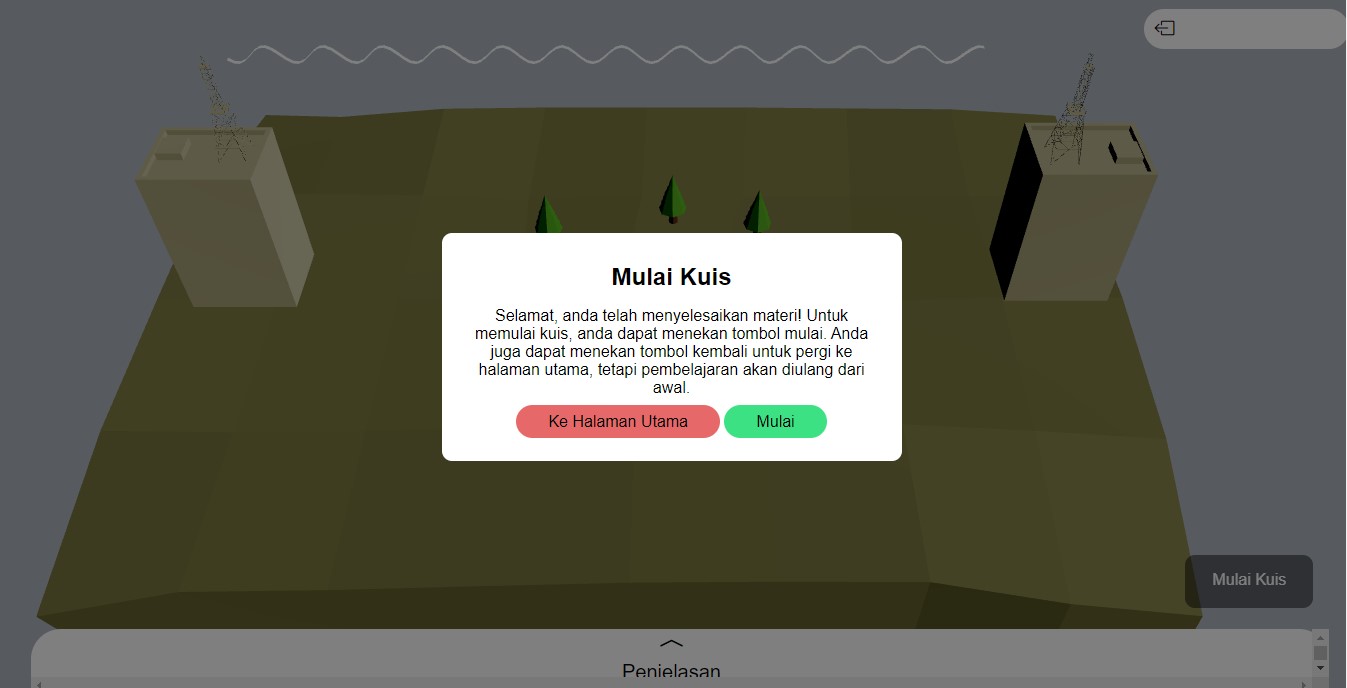 Mulai Kuis
Selamat, anda telah menyelesaikan materi! Untuk
memulai kuis, anda dapat menekan tombol mulai. Anda
juga dapat menekan tombol kembali untuk pergi ke
halaman utama, tetapi pembelajaran akan diulang dari
awal.
Ke Halaman Utama
Mulai
Mulai Kuis
Penjelasan